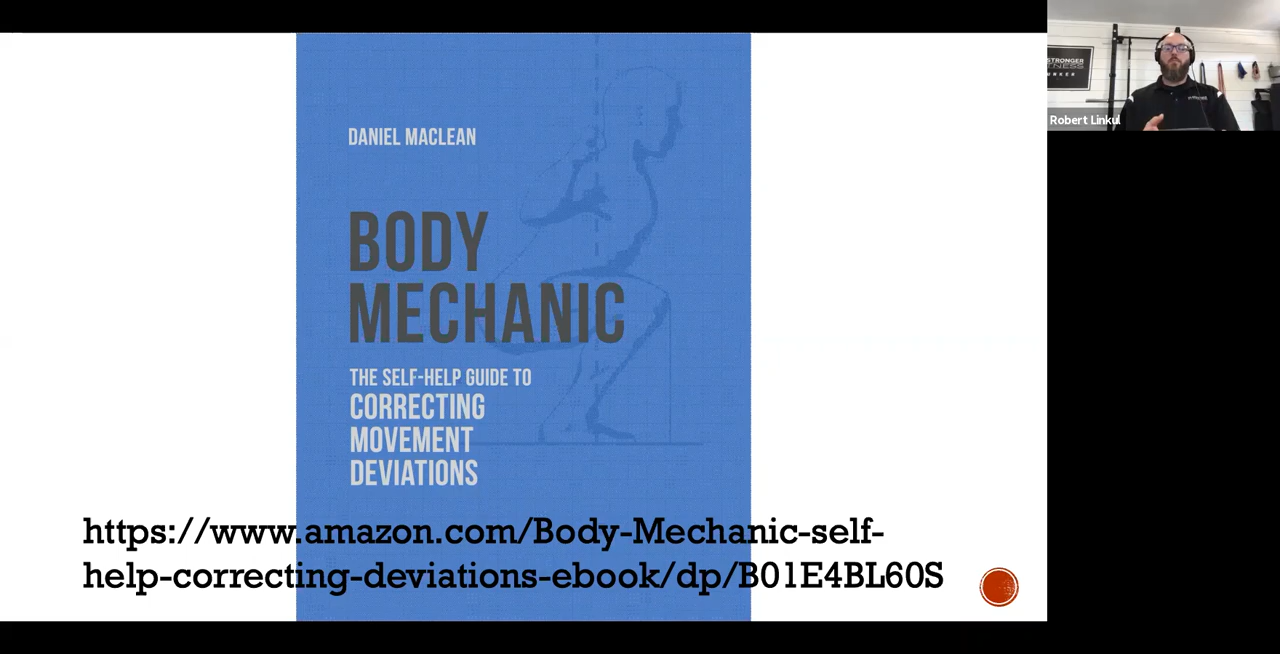 DANIEL MACLEAN
BODY
MECHANIC
THE SELF-HELP GUIDE TO
CORRECTING
MOVEMENT
DEVIATIONS
https://www.amazon.com/Body-Mechanic-self-
help-correcting-deviations-ebook/dp/B01E4BL60S
STRONGER
Robert Linkul